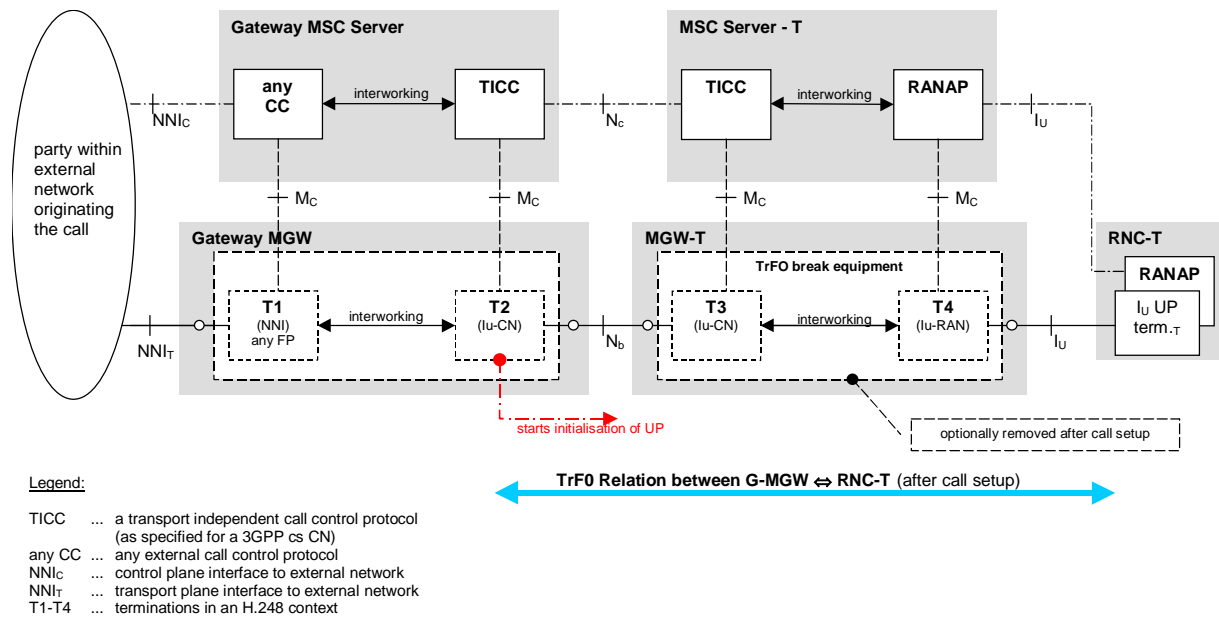 Gateway MSC Server
MSC Server - T
any
CC
interworking
TICC
TICC
interworking
RANAP
NNIC
Nc
IU
party within
external
network
originating
the call
MC
MC
MC
MC
Gateway MGW
MGW-T
RNC-T
TrFO break equipment
RANAP
T1
(NNI)
any FP
interworking
T2
(Iu-CN)
T3
(Iu-CN)
interworking
T4
(Iu-RAN)
IU UP
term.T
NNIT
Nb
IU
starts initialisation of UP
optionally removed after call setup
TrF0 Relation between G-MGW ⇔ RNC-T (after call setup)
Legend:
TICC ... a transport independent call control protocol
(as specified for a 3GPP cs CN)
any CC ... any external call control protocol
NNIC ... control plane interface to external network
NNIT ... transport plane interface to external network
T1-T4 ... terminations in an H.248 context